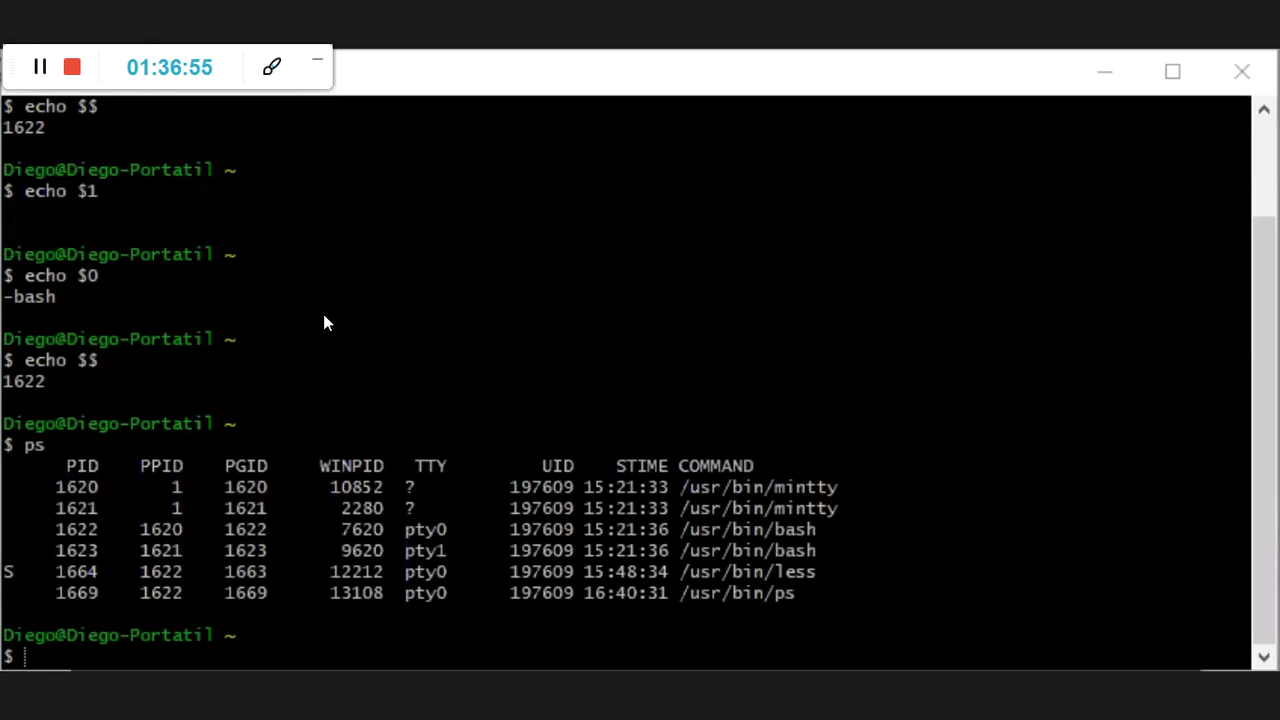 01:36:55
$ echo $$
1622
Diego@Diego-Portatil ~
$ echo $1
Diego@Diego-Portatil ~
$ echo $0
-bash
Diego@Diego-Portatil ~
$ echo $$
1622
Diego@Diego-Portatil ~
$ ps
PID PPID PGID WINPID TTY UID STIME COMMAND
1620 1 1620 10852 ? 197609 15:21:33 /usr/bin/mintty
1621 1 1621 2280 ? 197609 15:21:33 /usr/bin/mintty
1622 1620 1622 7620 pty0 197609 15:21:36 /usr/bin/bash
1623 1621 1623 9620 pty1 197609 15:21:36 /usr/bin/bash
S 1664 1622 1663 12212 pty0 197609 15:48:34 /usr/bin/less
1669 1622 1669 13108 pty0 197609 16:40:31 /usr/bin/ps
Diego@Diego-Portatil ~
$